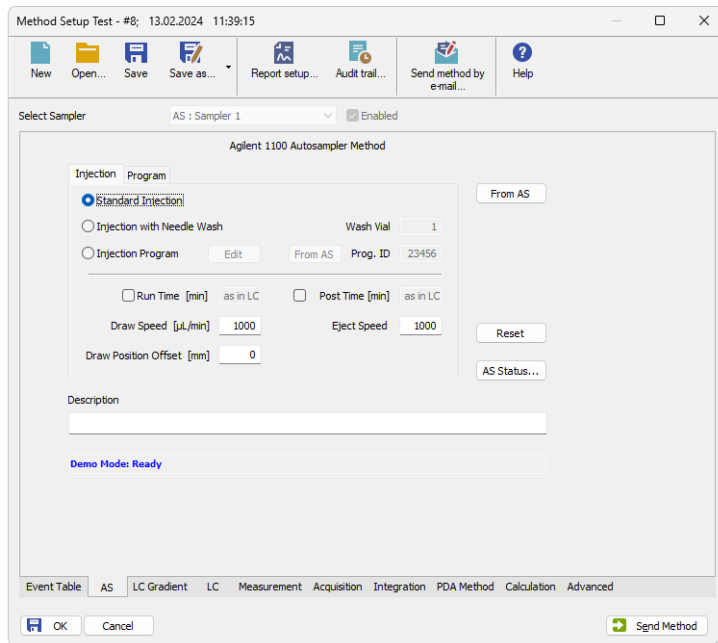 Method Setup Test - #8; 13.02.2024 11:39:15
New Open... Save Save as... Report setup... Audit trail... Send method by e-mail... Help
Select Sampler AS : Sampler 1 Enabled
Agilent 1100 Autosampler Method
Injection Program
Standard Injection From AS
Injection with Needle Wash Wash Vial 1
Injection Program Edit From AS Prog. ID 23456
Run Time [min] as in LC Post Time [min] as in LC
Draw Speed [µL/min] 1000 Eject Speed 1000 Reset
Draw Position Offset [mm] 0
AS Status...
Description
Demo Mode: Ready
Event Table AS LC Gradient LC Measurement Acquisition Integration PDA Method Calculation Advanced
OK Cancel Send Method